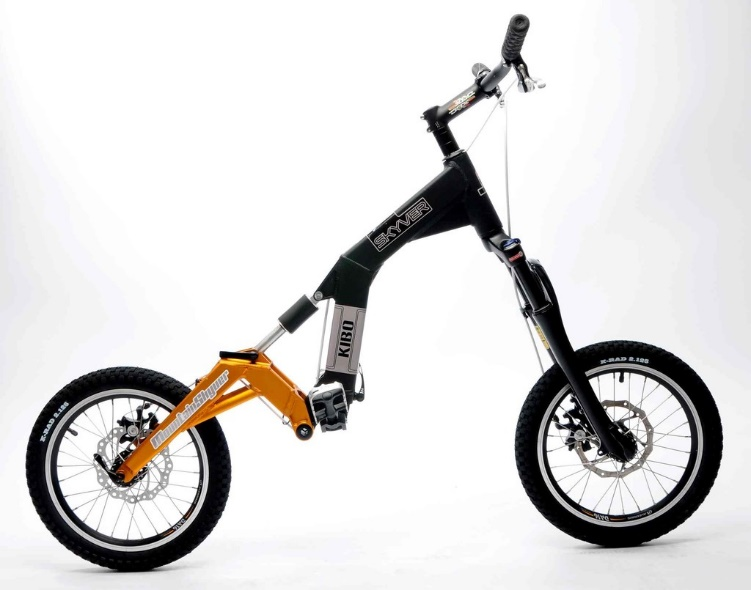 SKYVER
KIBO
MountainSkyver
X-RAD 2.125
X-RAD 2.125